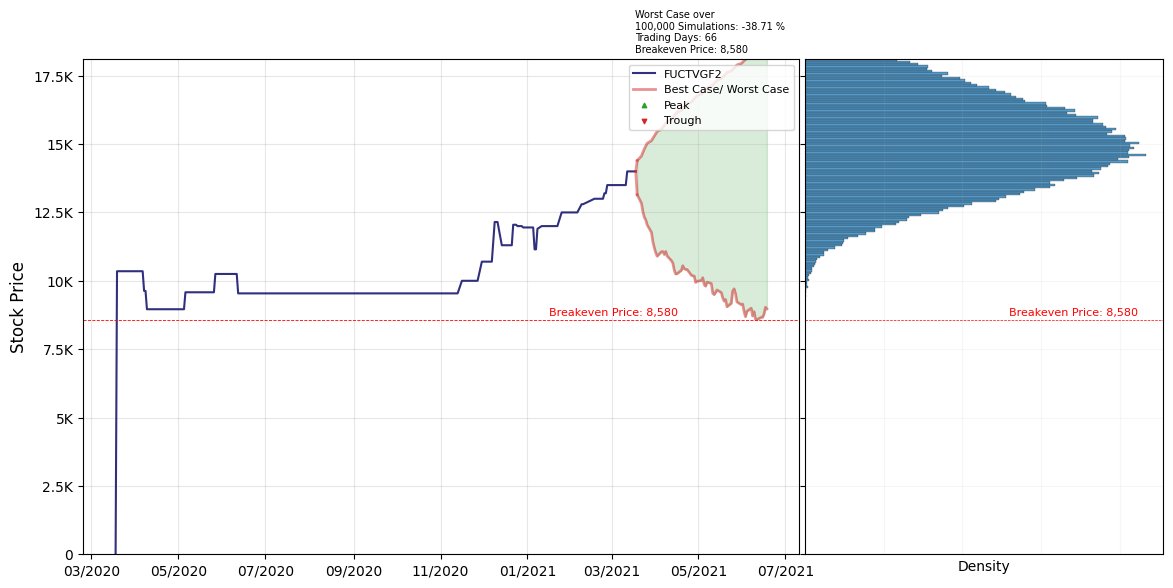 Worst Case over
100,000 Simulations: -38.71 %
Trading Days: 66
Breakeven Price: 8,580
17.5K
15K
12.5K
10K
7.5K
5K
2.5K
0
Stock Price
FUCTVGF2
Best Case/ Worst Case
Peak
Trough
Breakeven Price: 8,580
Breakeven Price: 8,580
03/2020
05/2020
07/2020
09/2020
11/2020
01/2021
03/2021
05/2021
07/2021
Density